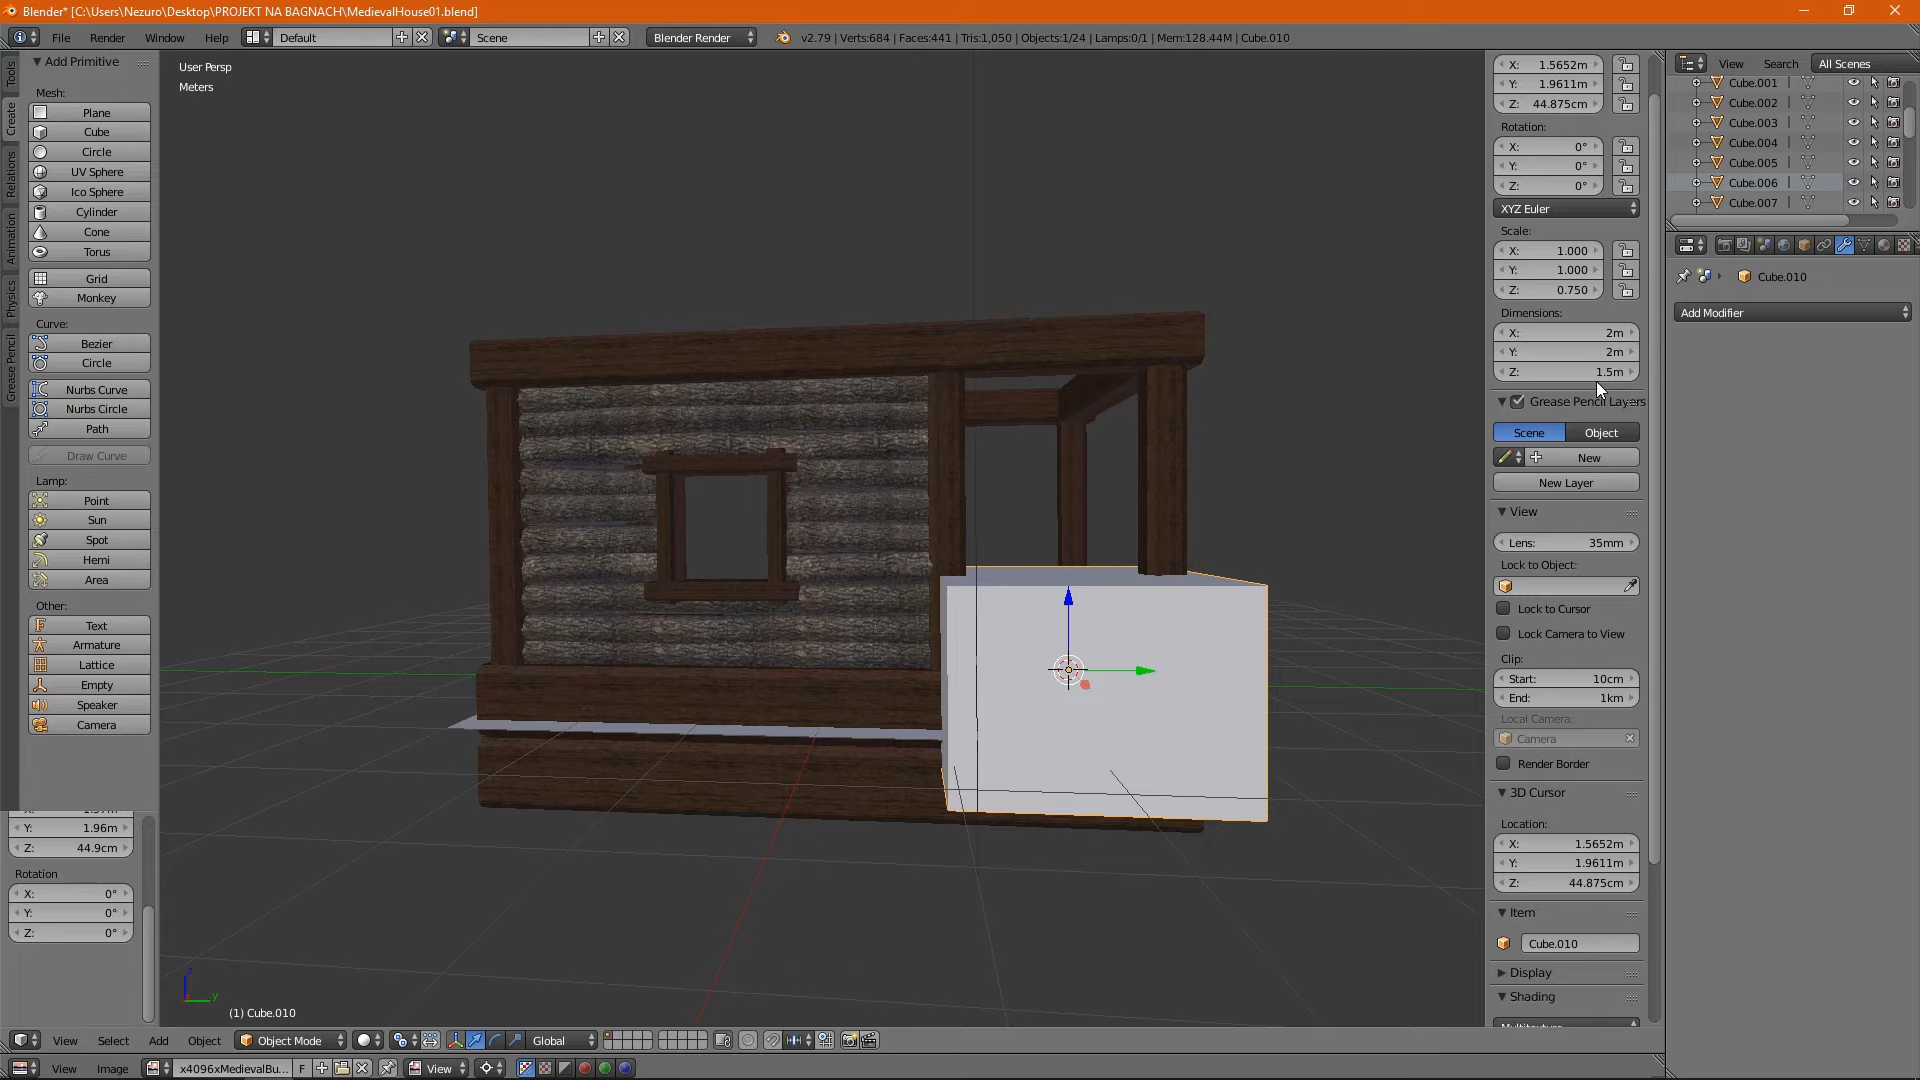 Blender* [C:\Users\Nezuro\Desktop\PROJEKT NA BAGNACH\MedievalHouse01.blend]
File Render Window Help Default Scene Blender Render v2.79 | Verts:684 | Faces:441 | Tris:1,050 | Objects:1/24 | Lamps:0/1 | Mem:128.44M | Cube.010
Tools
Create
Relations
Animation
Physics
Grease Pencil
Add Primitive
Mesh:
Plane
Cube
Circle
UV Sphere
Ico Sphere
Cylinder
Cone
Torus
Grid
Monkey
Curve:
Bezier
Circle
Nurbs Curve
Nurbs Circle
Path
Draw Curve
Lamp:
Point
Sun
Spot
Hemi
Area
Other:
Text
Armature
Lattice
Empty
Speaker
Camera
Y: 1.96m
Z: 44.9cm
Rotation
X: 0°
Y: 0°
Z: 0°
User Persp
Meters
z
y
(1) Cube.010
X: 1.5652m
Y: 1.9611m
Z: 44.875cm
Rotation:
X: 0°
Y: 0°
Z: 0°
XYZ Euler
Scale:
X: 1.000
Y: 1.000
Z: 0.750
Dimensions:
X: 2m
Y: 2m
Z: 1.5m
Grease Pencil Layers
Scene Object
New
New Layer
View
Lens: 35mm
Lock to Object:
Lock to Cursor
Lock Camera to View
Clip:
Start: 10cm
End: 1km
Local Camera:
Camera
Render Border
3D Cursor
Location:
X: 1.5652m
Y: 1.9611m
Z: 44.875cm
Item
Cube.010
Display
Shading
Multitexture
View Search All Scenes
Cube.001
Cube.002
Cube.003
Cube.004
Cube.005
Cube.006
Cube.007
Cube.010
Add Modifier
View Select Add Object Object Mode Global
View Image x4096xMedievalBu... F View